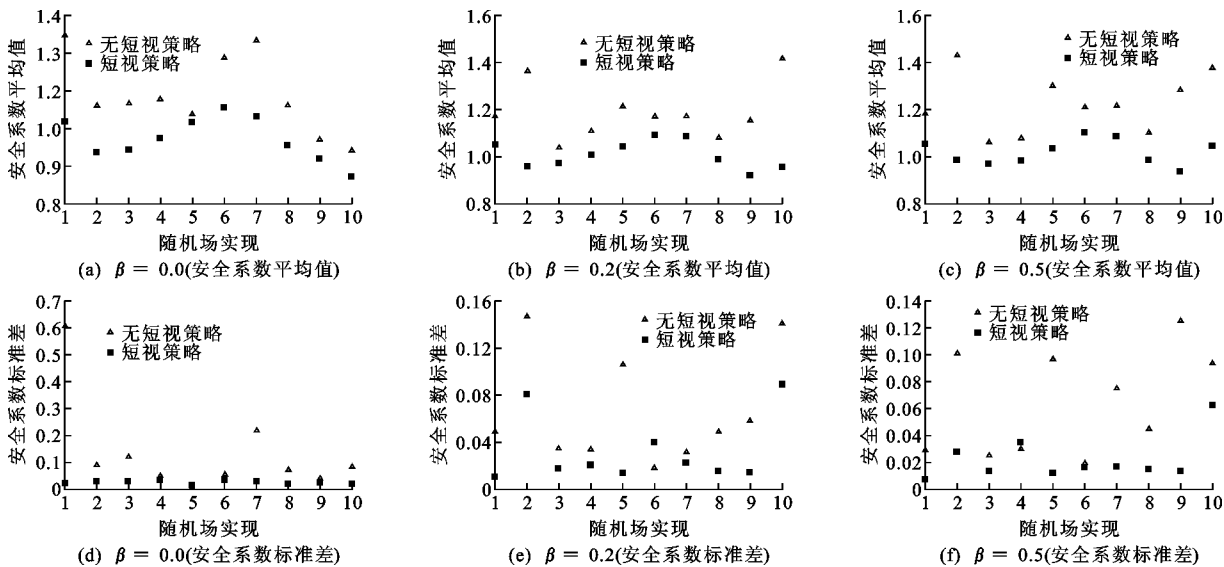 安全系数平均值
1.4
1.3
1.2
1.1
1.0
0.9
0.8
无短视策略
短视策略
1 2 3 4 5 6 7 8 9 10
随机场实现
(a) β = 0.0(安全系数平均值)
安全系数平均值
1.6
1.4
1.2
1.0
0.8
无短视策略
短视策略
1 2 3 4 5 6 7 8 9 10
随机场实现
(b) β = 0.2(安全系数平均值)
安全系数平均值
1.6
1.4
1.2
1.0
0.8
无短视策略
短视策略
1 2 3 4 5 6 7 8 9 10
随机场实现
(c) β = 0.5(安全系数平均值)
安全系数标准差
0.7
0.6
0.5
0.4
0.3
0.2
0.1
0
无短视策略
短视策略
1 2 3 4 5 6 7 8 9 10
随机场实现
(d) β = 0.0(安全系数标准差)
安全系数标准差
0.16
0.12
0.08
0.04
0
无短视策略
短视策略
1 2 3 4 5 6 7 8 9 10
随机场实现
(e) β = 0.2(安全系数标准差)
安全系数标准差
0.14
0.12
0.10
0.08
0.06
0.04
0.02
0
无短视策略
短视策略
1 2 3 4 5 6 7 8 9 10
随机场实现
(f) β = 0.5(安全系数标准差)